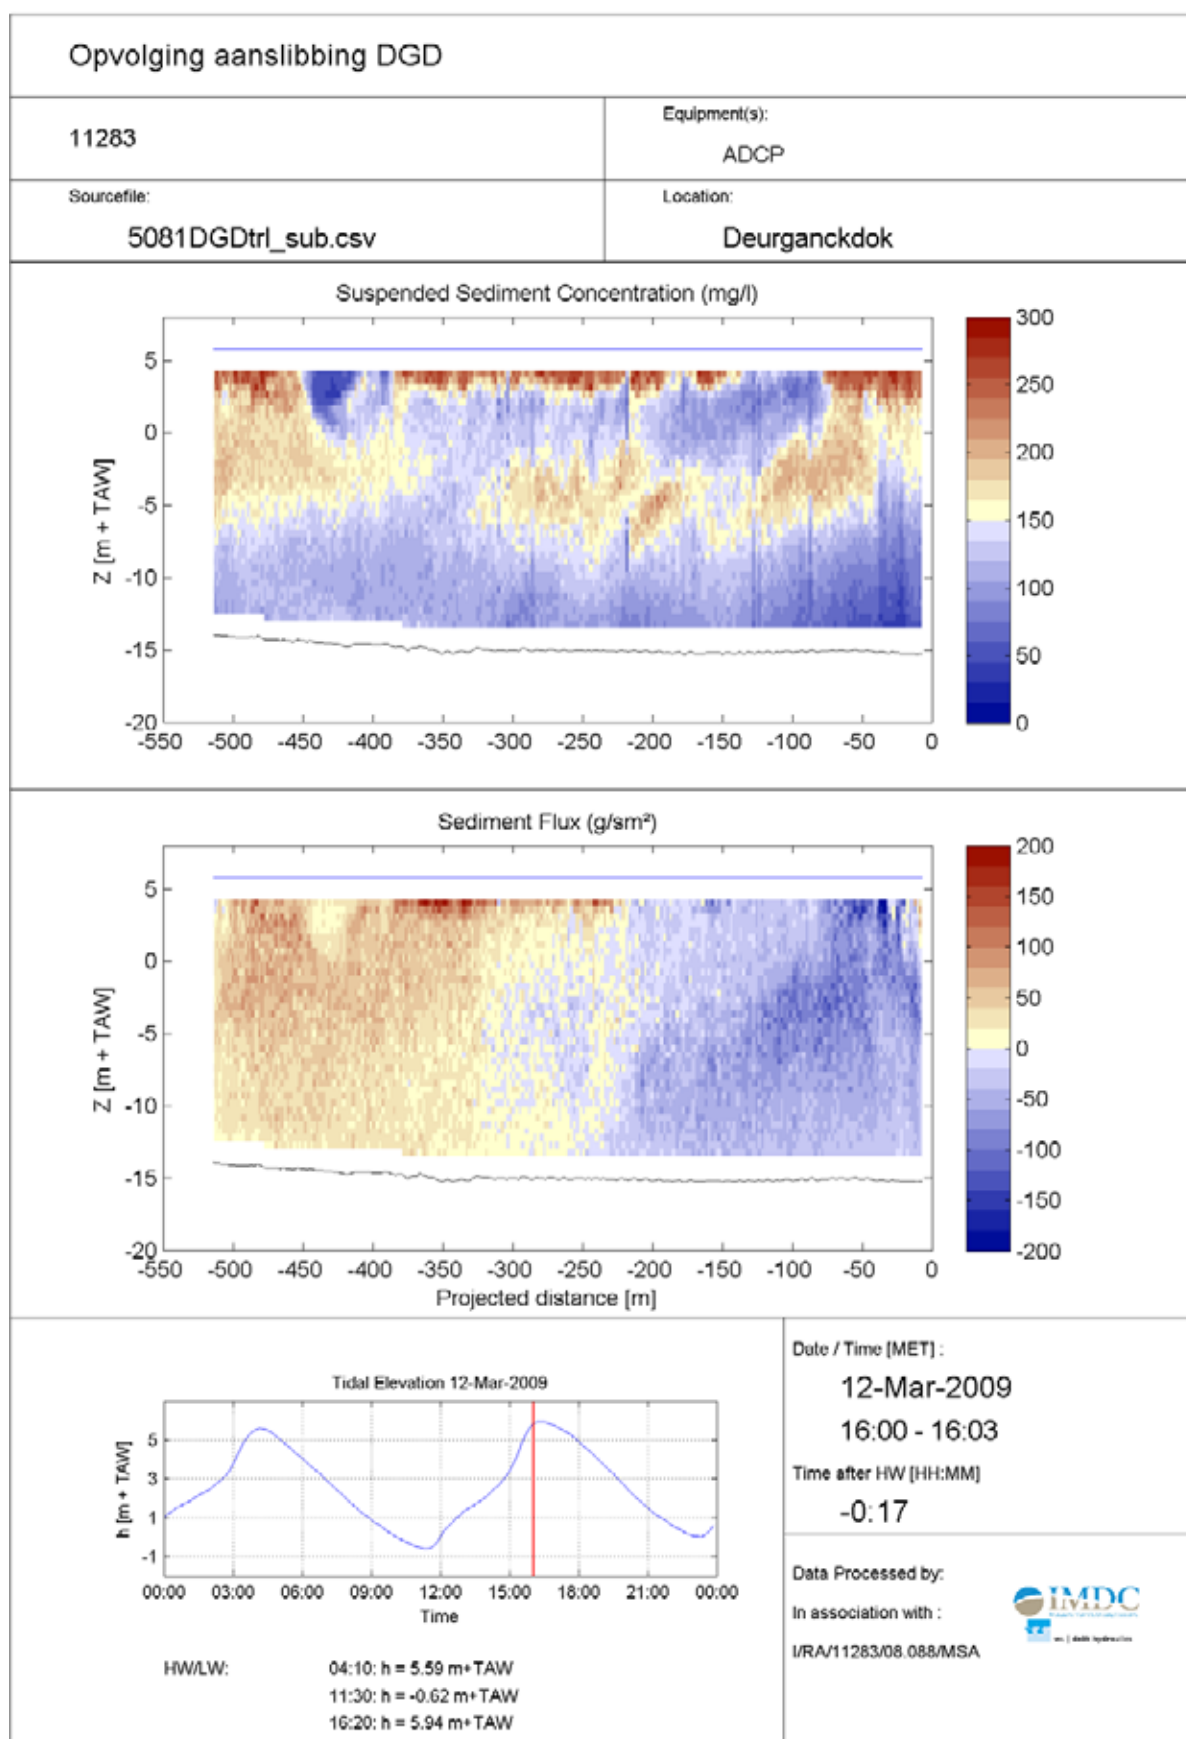 Opvolging aanslibbing DGD
11283
Equipment(s):
ADCP
Sourcefile:
5081DGDtrl_sub.csv
Location:
Deurganckdok
Suspended Sediment Concentration (mg/l)
Z [m + TAW]
5
0
-5
-10
-15
-20
-550 -500 -450 -400 -350 -300 -250 -200 -150 -100 -50 0
300
250
200
150
100
50
0
Sediment Flux (g/sm²)
Z [m + TAW]
5
0
-5
-10
-15
-20
-550 -500 -450 -400 -350 -300 -250 -200 -150 -100 -50 0
Projected distance [m]
200
150
100
50
0
-50
-100
-150
-200
Tidal Elevation 12-Mar-2009
h [m + TAW]
5
3
1
-1
00:00 03:00 06:00 09:00 12:00 15:00 18:00 21:00 00:00
Time
HW/LW:
04:10: h = 5.59 m+TAW
11:30: h = -0.62 m+TAW
16:20: h = 5.94 m+TAW
Date / Time [MET] :
12-Mar-2009
16:00 - 16:03
Time after HW [HH:MM]
-0:17
Data Processed by:
In association with :
I/RA/11283/08.088/MSA
IMDC